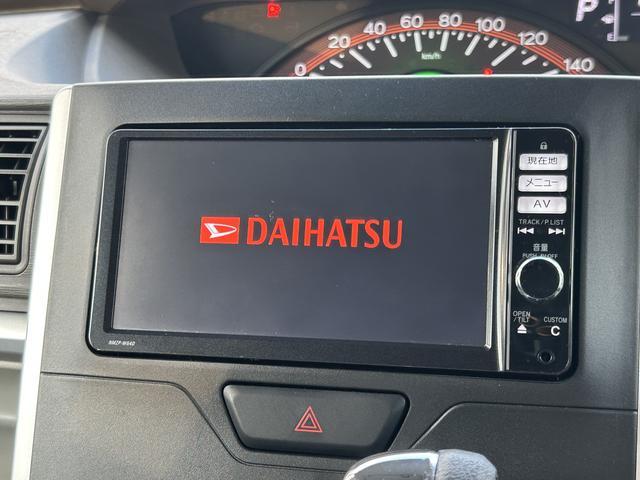 0 20 40 60 80 100 120 140
km/h
P
現在地
メニュー
AV
TRACK/P.LIST
音量
PUSH P/OFF
OPEN
/TILT
CUSTOM
C
DAIHATSU
NMZP-W64D